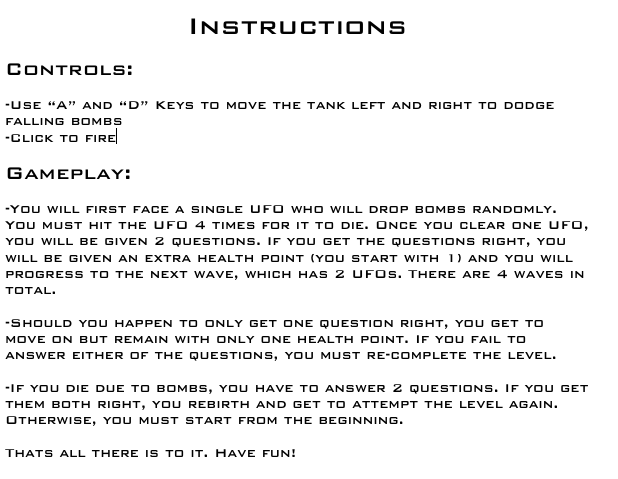 Instructions
Controls:
-Use “A” and “D” Keys to move the tank left and right to dodge
falling bombs
-Click to fire
Gameplay:
-You will first face a single UFO who will drop bombs randomly.
You must hit the UFO 4 times for it to die. Once you clear one UFO,
you will be given 2 questions. If you get the questions right, you
will be given an extra health point (you start with 1) and you will
progress to the next wave, which has 2 UFOs. There are 4 waves in
total.
-Should you happen to only get one question right, you get to
move on but remain with only one health point. If you fail to
answer either of the questions, you must re-complete the level.
-If you die due to bombs, you have to answer 2 questions. If you get
them both right, you rebirth and get to attempt the level again.
Otherwise, you must start from the beginning.
Thats all there is to it. Have fun!